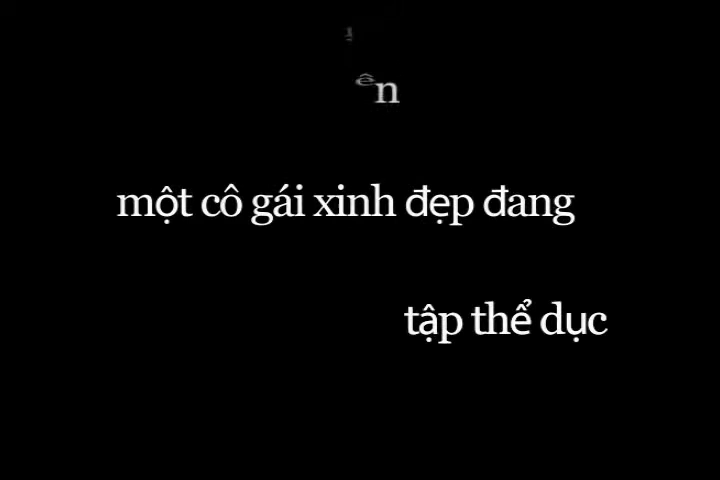 một cô gái xinh đẹp đang
tập thể dục